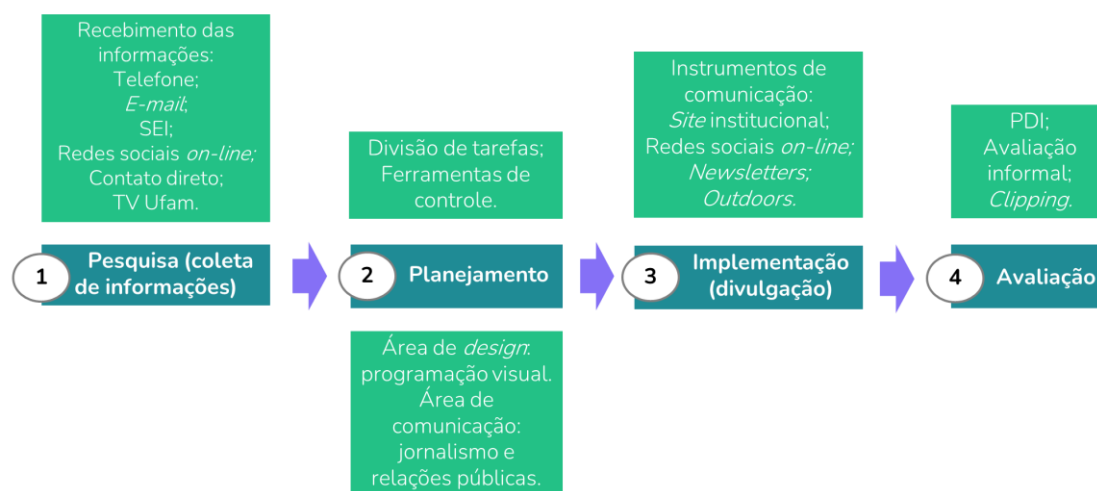 Recebimento das
informações:
Telefone;
E-mail;
SEI;
Redes sociais on-line;
Contato direto;
TV Ufam.
1
Pesquisa (coleta
de informações)
Divisão de tarefas;
Ferramentas de
controle.
2
Planejamento
Área de design:
programação visual.
Área de
comunicação:
jornalismo e
relações públicas.
Instrumentos de
comunicação:
Site institucional;
Redes sociais on-line;
Newsletters;
Outdoors.
3
Implementação
(divulgação)
PDI;
Avaliação
informal;
Clipping.
4
Avaliação